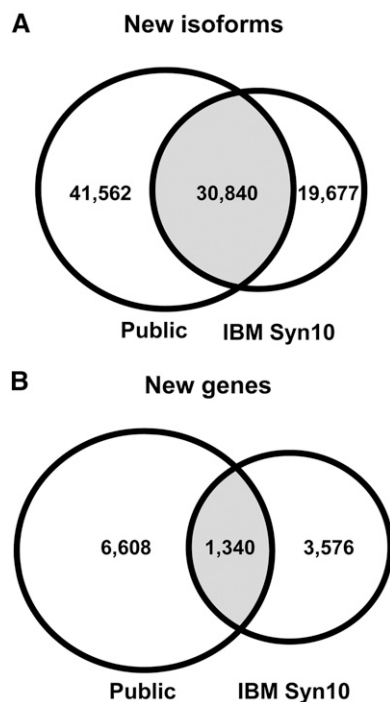 A
New isoforms
41,562 30,840 19,677
Public IBM Syn10
B
New genes
6,608 1,340 3,576
Public IBM Syn10